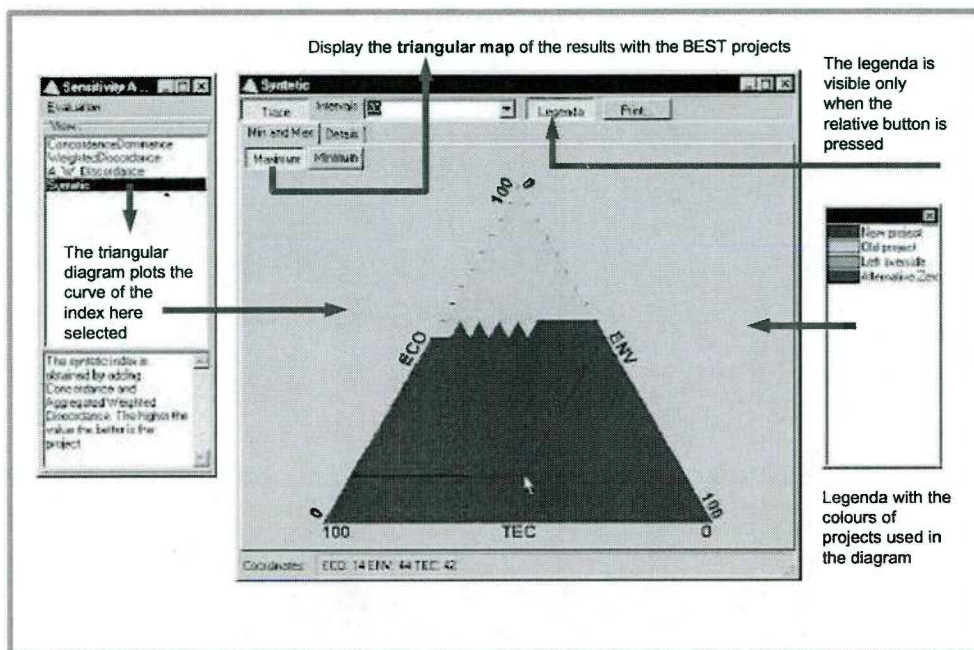 Display the triangular map of the results with the BEST projects
The legenda is
visible only
when the
relative button is
pressed
Sensitivity A...
Evaluation
View
ConcordanceDominance
WeightedDiscordance
A. W. Discordance
Syntetic
The triangular
diagram plots the
curve of the
index here
selected
The syntetic index is
obtained by adding
Concordance and
Aggregated Weighted
Discordance. The higher the
value the better is the
project
Syntetic
Trace Intervals Legenda Print...
Min and Max Details
Maximum Minimum
100 0
ECO ENV
0 100
100 TEC 0
Coordinates: ECO: 14 ENV: 44 TEC: 42
New project
Old project
Left override
Alternative Zero
Legenda with the
colours of
projects used in
the diagram